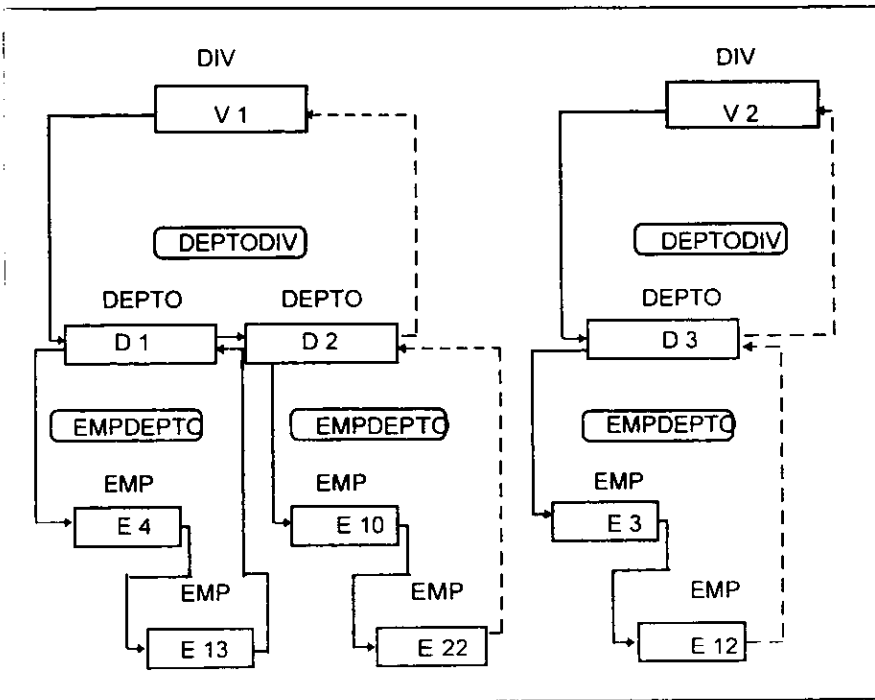 DIV
DIV
V 1
V 2
DEPTODIV
DEPTODIV
DEPTO
DEPTO
DEPTO
D 1
D 2
D 3
EMPDEPTO
EMPDEPTO
EMPDEPTO
EMP
EMP
EMP
E 4
E 10
E 3
EMP
EMP
EMP
E 13
E 22
E 12